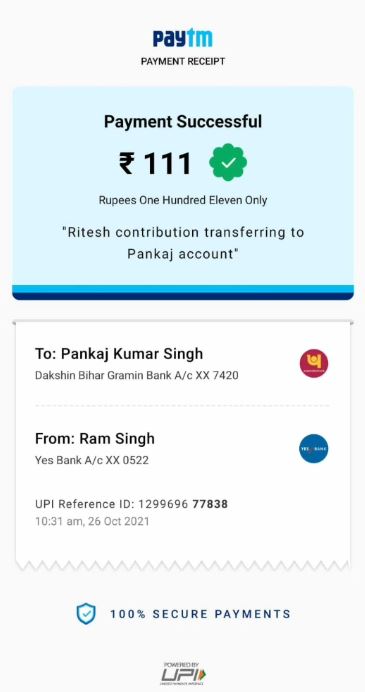 paytm
PAYMENT RECEIPT
Payment Successful
₹ 111
Rupees One Hundred Eleven Only
"Ritesh contribution transferring to
Pankaj account"
To: Pankaj Kumar Singh
Dakshin Bihar Gramin Bank A/c XX 7420
From: Ram Singh
Yes Bank A/c XX 0522
YES BANK
UPI Reference ID: 1299696 77838
10:31 am, 26 Oct 2021
100% SECURE PAYMENTS
POWERED BY
UPI
UNIFIED PAYMENTS INTERFACE